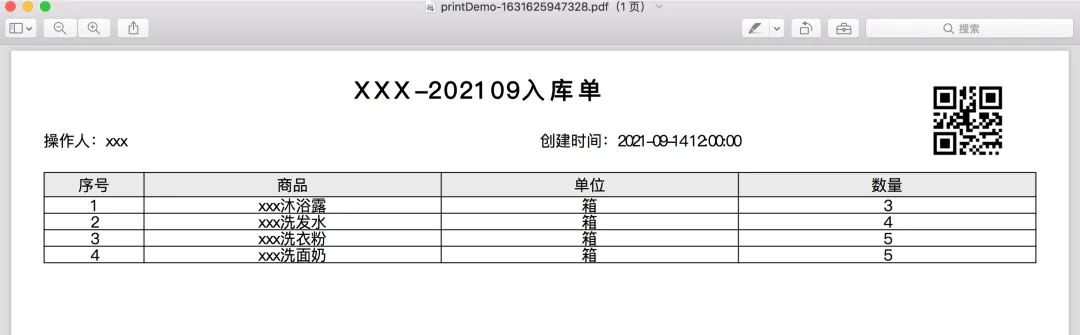 printDemo-1631625947328.pdf（1 页）
搜索
XXX-202109入库单
操作人：xxx 创建时间：2021-09-14 12:00:00
序号 商品 单位 数量
1 xxx沐浴露 箱 3
2 xxx洗发水 箱 4
3 xxx洗衣粉 箱 5
4 xxx洗面奶 箱 5